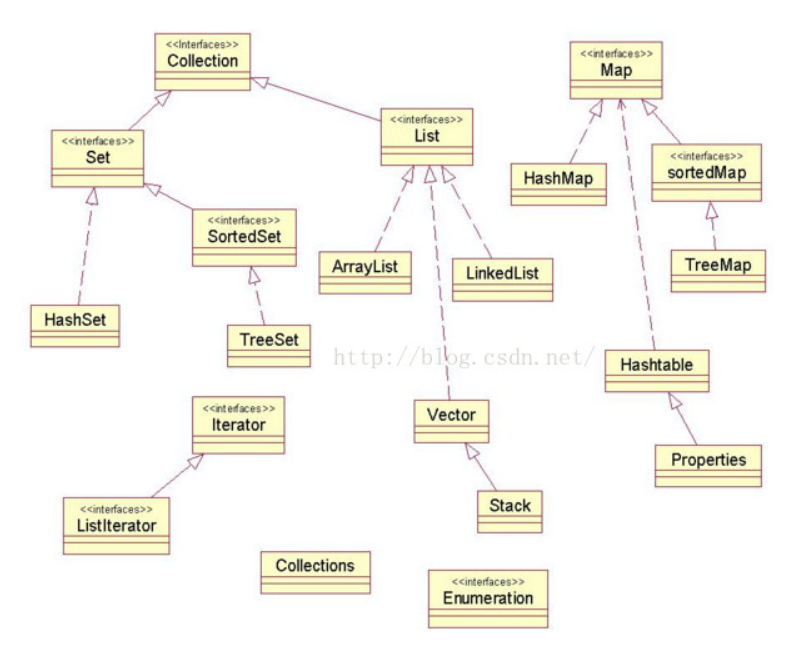 <<Interfaces>>
Collection
<<interfaces>>
Map
<<interfaces>>
List
<<interfaces>>
Set
<<interfaces>>
sortedMap
HashMap
<<interfaces>>
SortedSet
ArrayList
LinkedList
TreeMap
HashSet
TreeSet
http://blog.csdn.net/
Hashtable
<<interfaces>>
Iterator
Vector
Properties
<<interfaces>>
ListIterator
Stack
Collections
<<interfaces>>
Enumeration